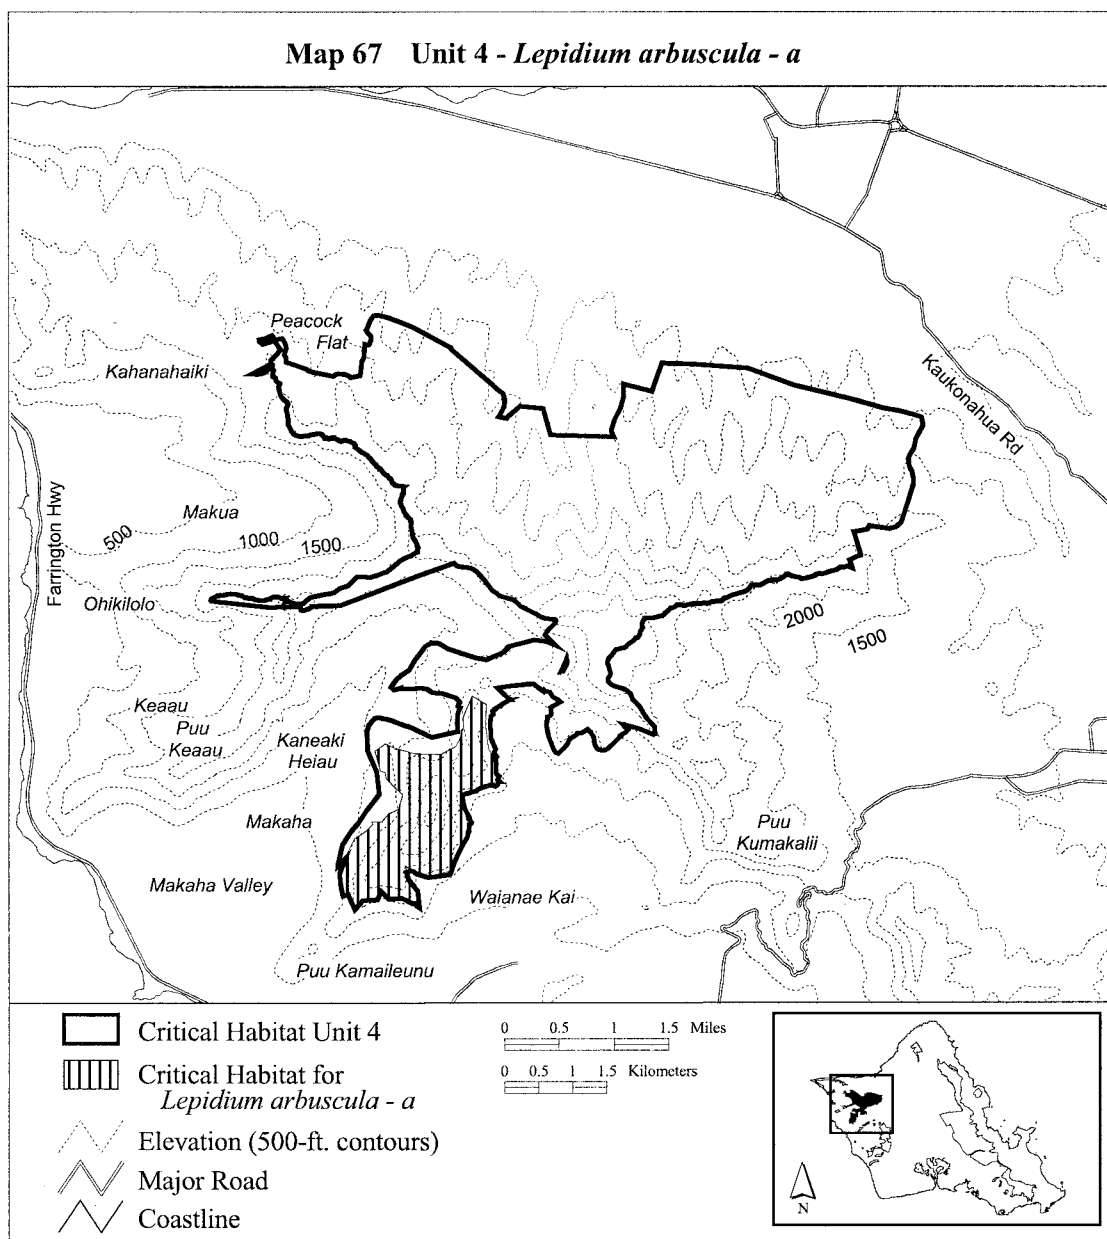 Map 67 Unit 4 - Lepidium arbuscula - a
Peacock
Flat
Kahanahaiki
Kaukonahua Rd
Farrington Hwy
Makua
500
1000
1500
Ohikilolo
2000
1500
Keaau
Puu
Keaau
Kaneaki
Heiau
Makaha
Puu
Kumakalii
Makaha Valley
Waianae Kai
Puu Kamaileunu
Critical Habitat Unit 4
Critical Habitat for
Lepidium arbuscula - a
Elevation (500-ft. contours)
Major Road
Coastline
0 0.5 1 1.5 Miles
0 0.5 1 1.5 Kilometers
N